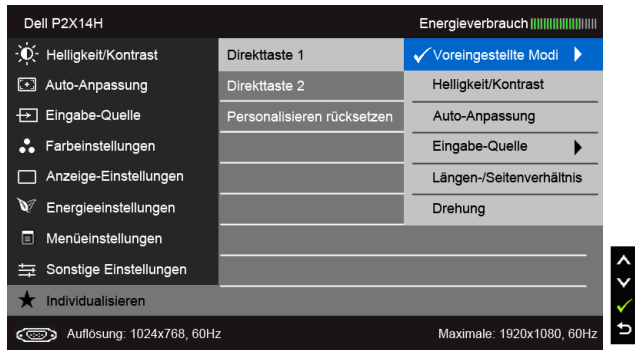 Dell P2X14H
Energieverbrauch
Helligkeit/Kontrast
Direkttaste 1
Voreingestellte Modi
Auto-Anpassung
Direkttaste 2
Helligkeit/Kontrast
Eingabe-Quelle
Personalisieren rücksetzen
Auto-Anpassung
Farbeinstellungen
Eingabe-Quelle
Anzeige-Einstellungen
Längen-/Seitenverhältnis
Energieeinstellungen
Drehung
Menüeinstellungen
Sonstige Einstellungen
Individualisieren
Auflösung: 1024x768, 60Hz
Maximale: 1920x1080, 60Hz